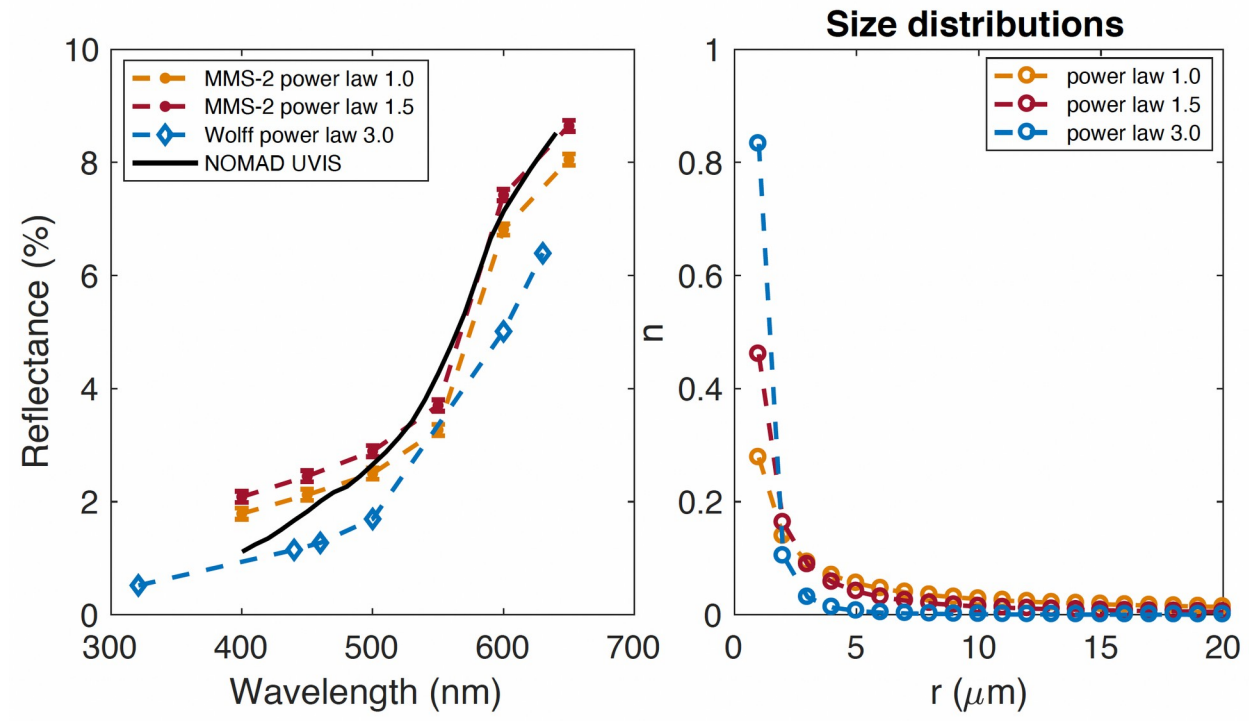 MMS-2 power law 1.0
MMS-2 power law 1.5
Wolff power law 3.0
NOMAD UVIS
Reflectance (%)
10
8
6
4
2
0
300
400
500
600
700
Wavelength (nm)
Size distributions
power law 1.0
power law 1.5
power law 3.0
n
1
0.8
0.6
0.4
0.2
0
0
5
10
15
20
r (μm)